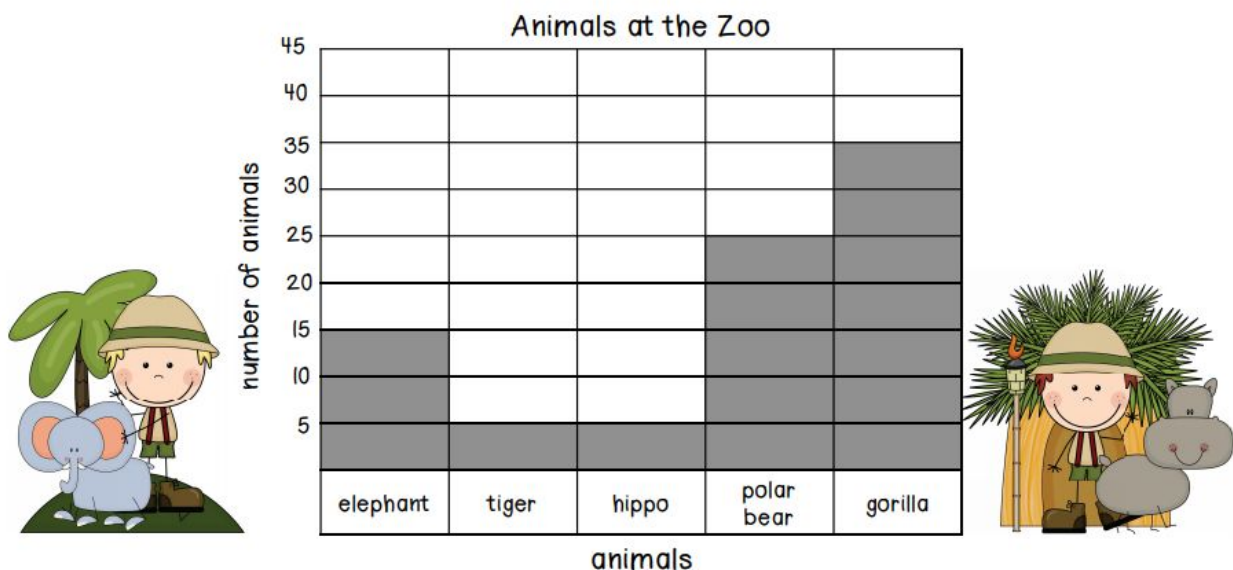 Animals at the Zoo
number of animals
45
40
35
30
25
20
15
10
5
elephant
tiger
hippo
polar
bear
gorilla
animals